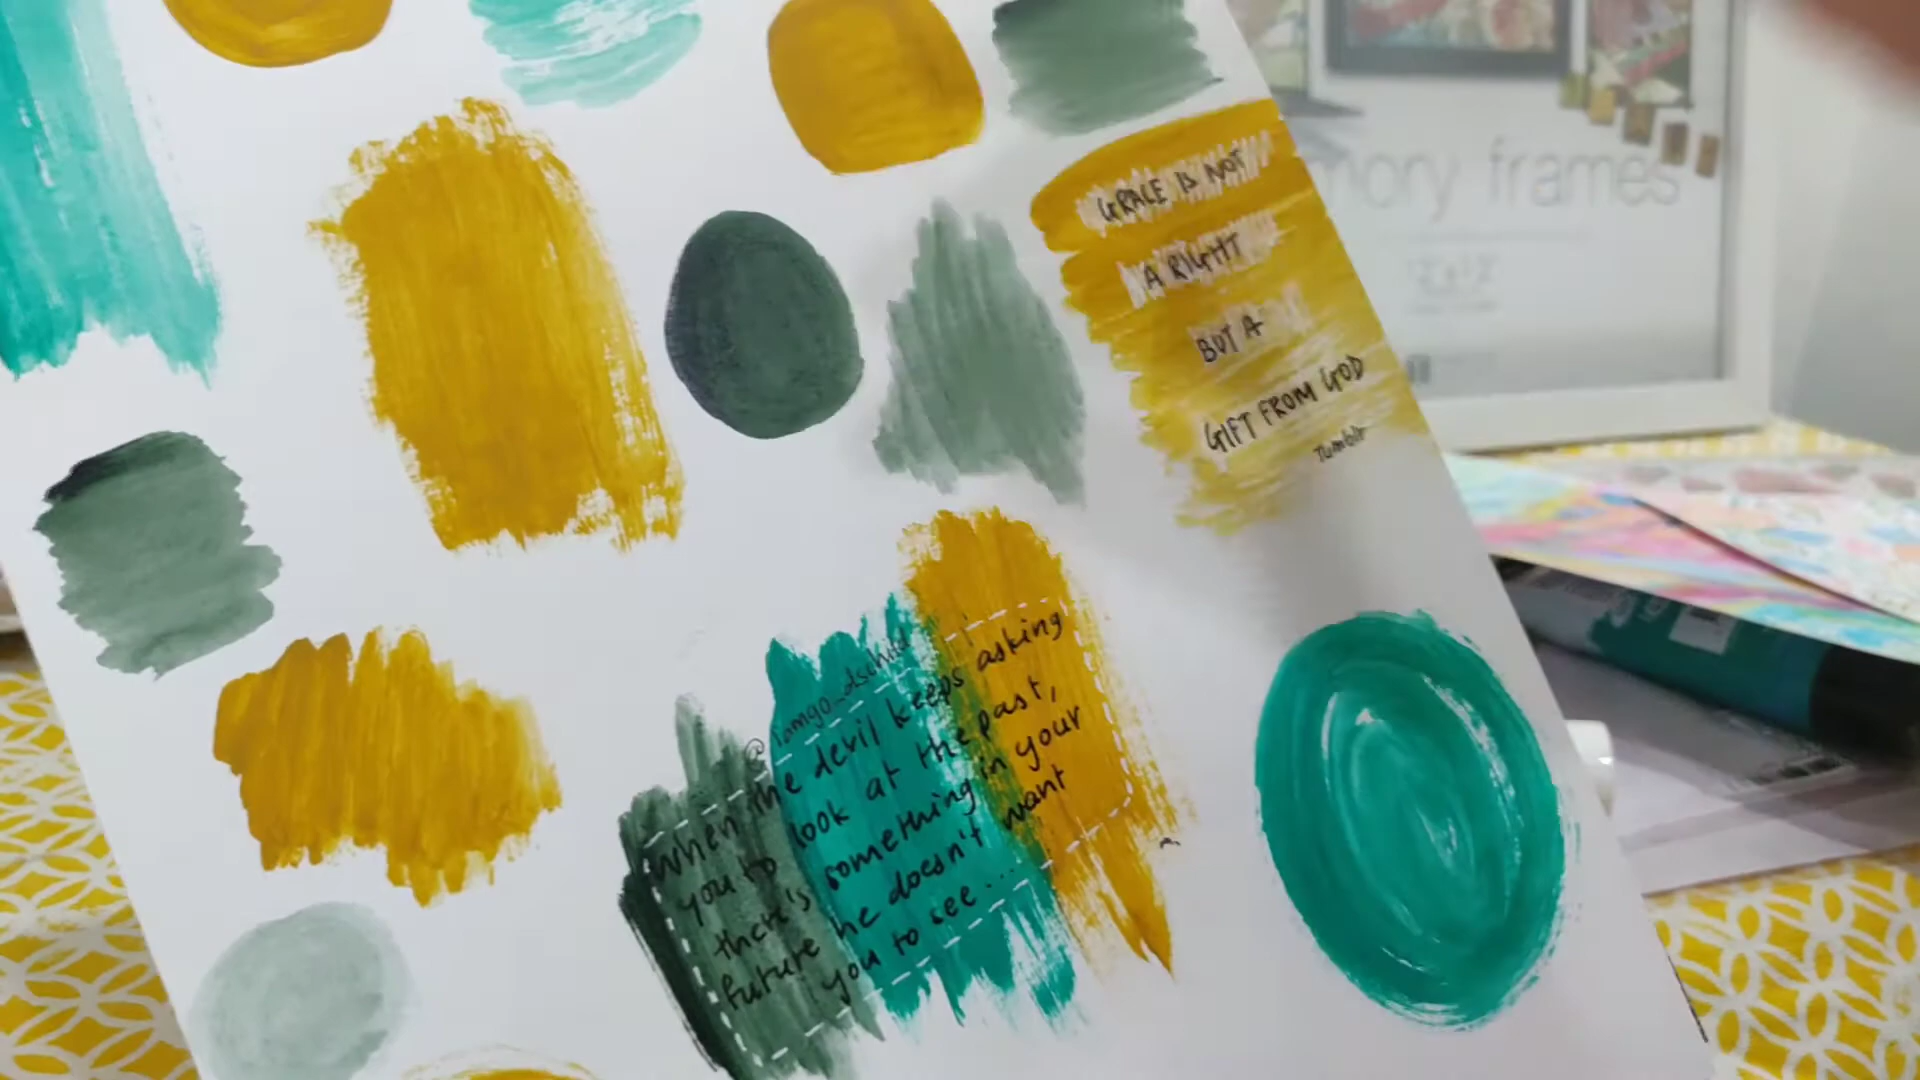 GRACE IS NOT
A RIGHT
BUT A
GIFT FROM GOD
Tumblr
mory frames
When the devil keeps asking
you to look at the past,
there's something in your
future he doesn't want
you to see...